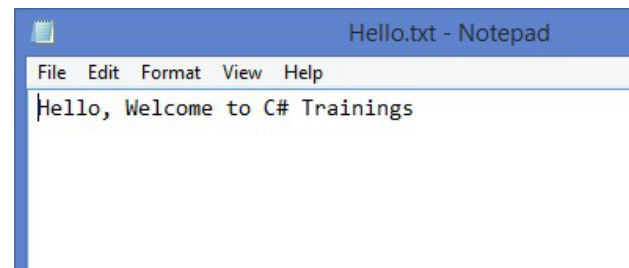 Hello.txt - Notepad
File Edit Format View Help
Hello, Welcome to C# Trainings